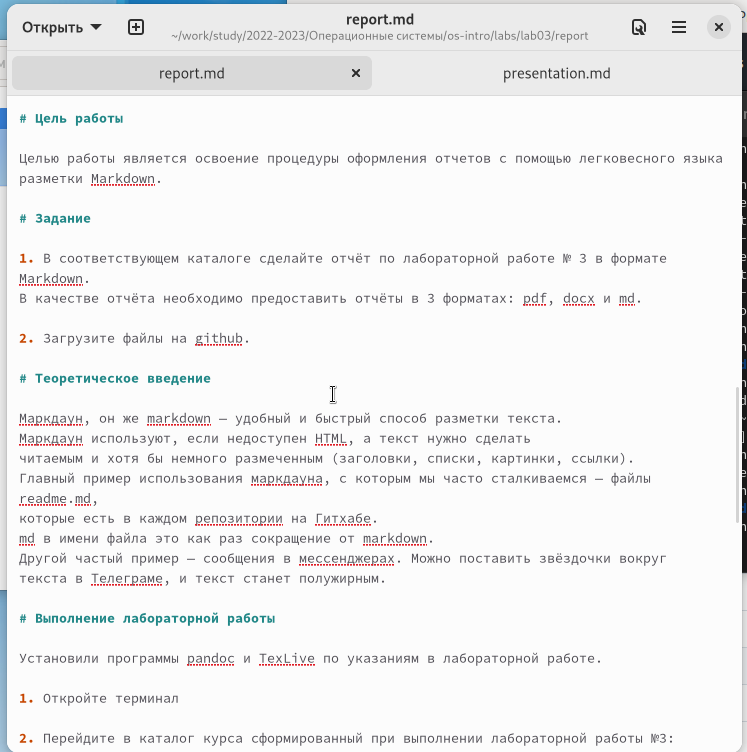 Открыть
report.md
~/work/study/2022-2023/Операционные системы/os-intro/labs/lab03/report
report.md
presentation.md
# Цель работы
Целью работы является освоение процедуры оформления отчетов с помощью легковесного языка
разметки Markdown.
# Задание
1. В соответствующем каталоге сделайте отчёт по лабораторной работе № 3 в формате
Markdown.
В качестве отчёта необходимо предоставить отчёты в 3 форматах: pdf, docx и md.
2. Загрузите файлы на github.
# Теоретическое введение
Маркдаун, он же markdown — удобный и быстрый способ разметки текста.
Маркдаун используют, если недоступен HTML, а текст нужно сделать
читаемым и хотя бы немного размеченным (заголовки, списки, картинки, ссылки).
Главный пример использования маркдауна, с которым мы часто сталкиваемся — файлы
readme.md,
которые есть в каждом репозитории на Гитхабе.
md в имени файла это как раз сокращение от markdown.
Другой частый пример — сообщения в мессенджерах. Можно поставить звёздочки вокруг
текста в Телеграме, и текст станет полужирным.
# Выполнение лабораторной работы
Установили программы pandoc и TexLive по указаниям в лабораторной работе.
1. Откройте терминал
2. Перейдите в каталог курса сформированный при выполнении лабораторной работы №3: